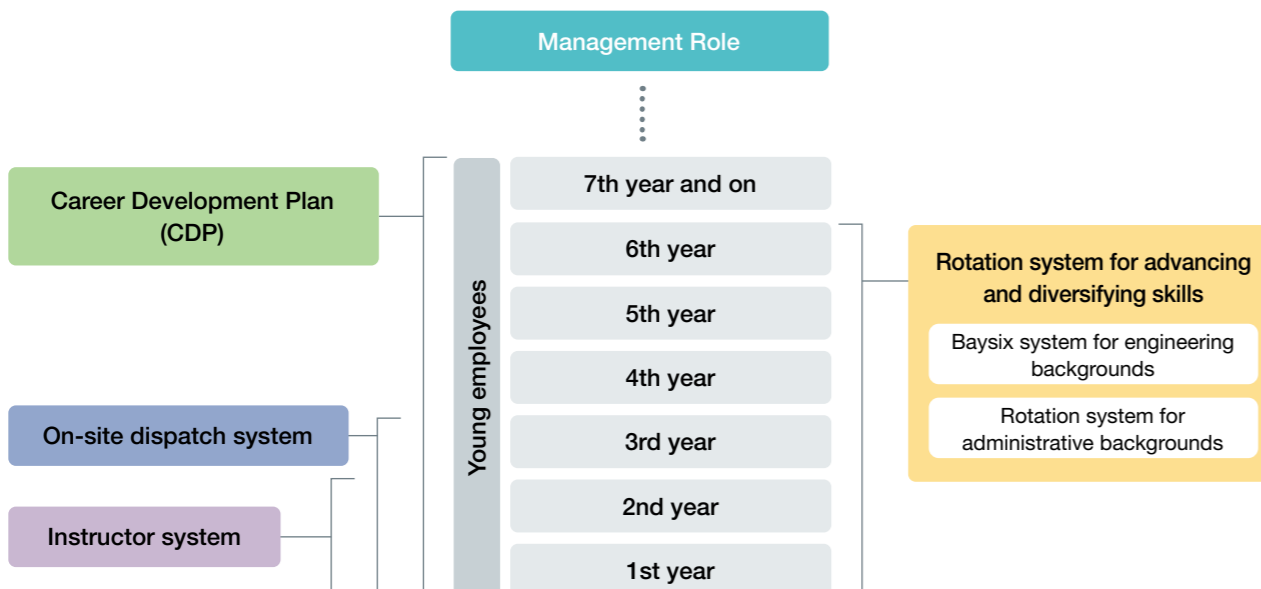 Management Role
Career Development Plan
(CDP)
On-site dispatch system
Instructor system
Young employees
7th year and on
6th year
5th year
4th year
3rd year
2nd year
1st year
Rotation system for advancing
and diversifying skills
Baysix system for engineering
backgrounds
Rotation system for
administrative backgrounds